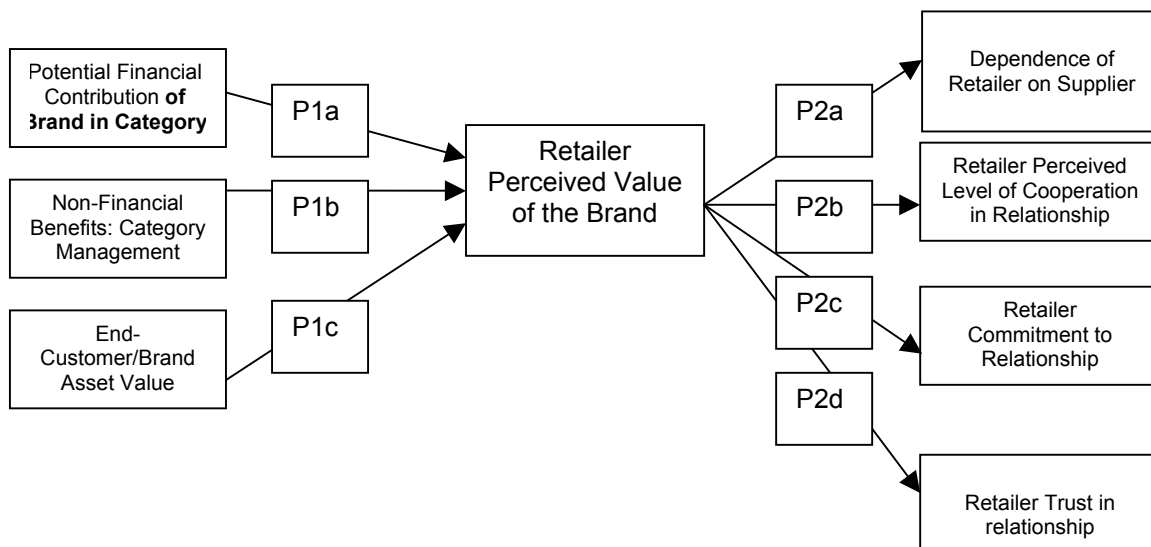 Potential Financial
Contribution of
Brand in Category
P1a
Non-Financial
Benefits: Category
Management
P1b
End-
Customer/Brand
Asset Value
P1c
Retailer
Perceived Value
of the Brand
P2a
P2b
P2c
P2d
Dependence of
Retailer on Supplier
Retailer Perceived
Level of Cooperation
in Relationship
Retailer
Commitment to
Relationship
Retailer Trust in
relationship